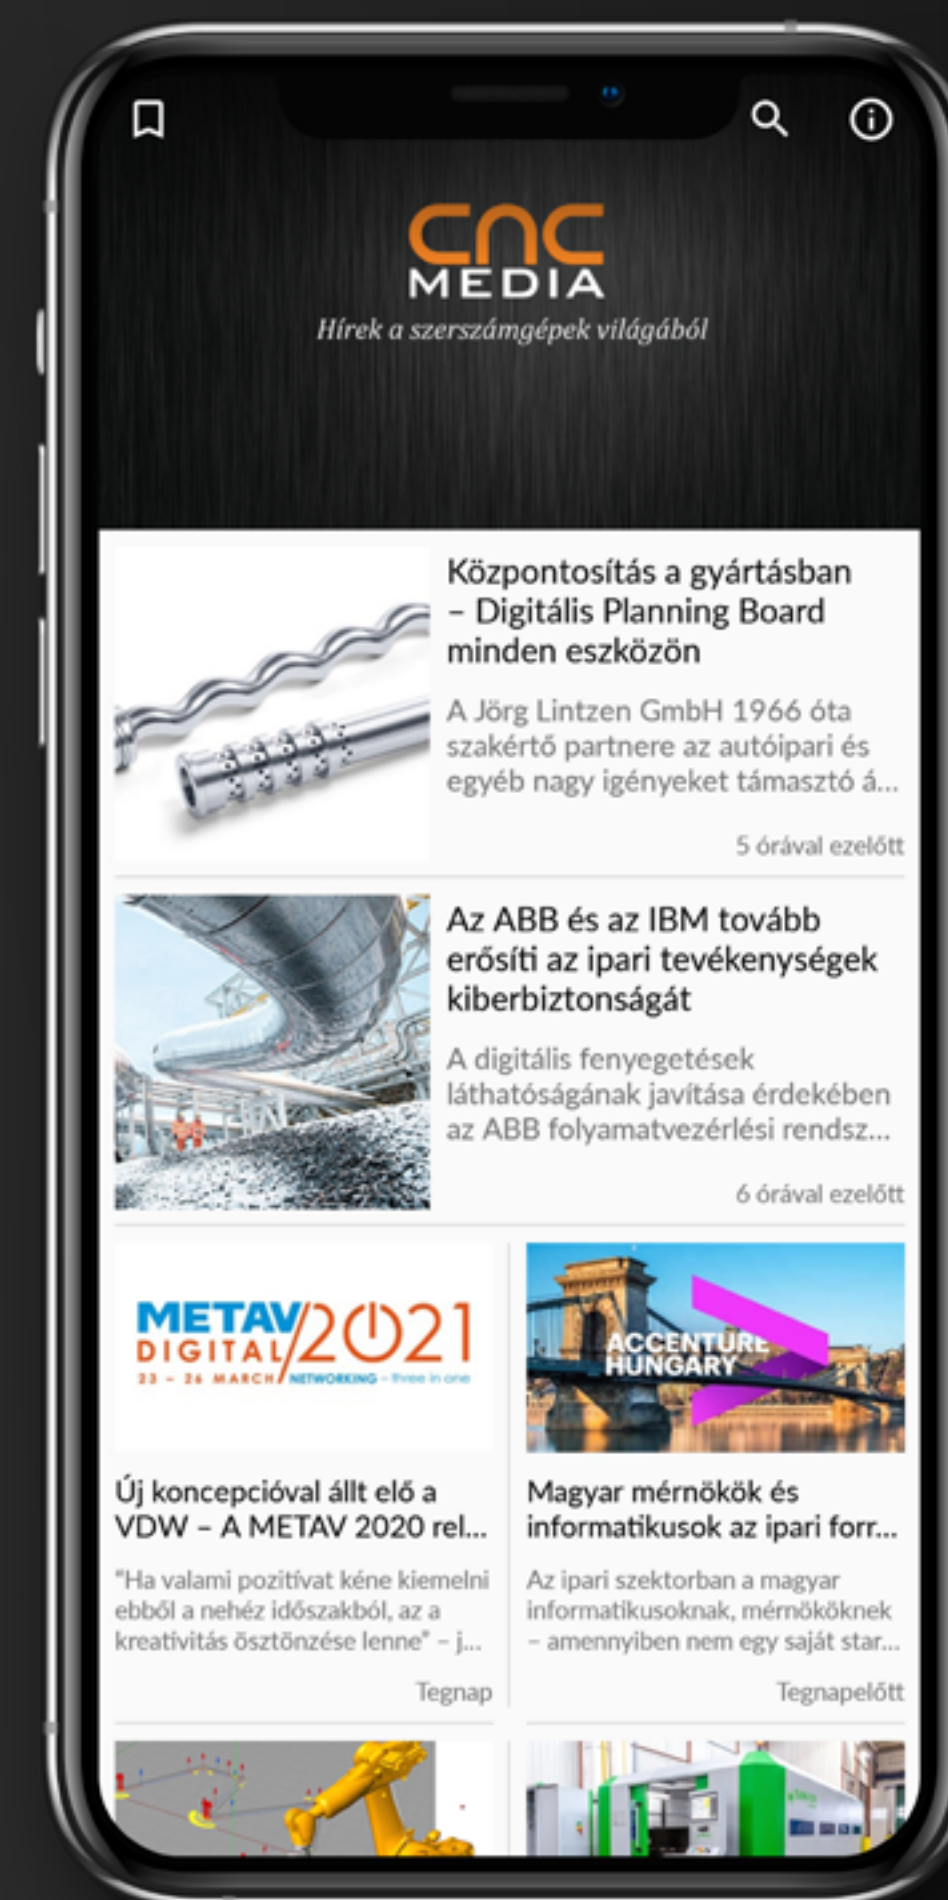 CNC
MEDIA
Hírek a szerszámgépek világából
Központosítás a gyártásban
– Digitális Planning Board
minden eszközön
A Jörg Lintzen GmbH 1966 óta
szakértő partnere az autóipari és
egyéb nagy igényeket támasztó á...
5 órával ezelőtt
Az ABB és az IBM tovább
erősíti az ipari tevékenységek
kiberbiztonságát
A digitális fenyegetések
láthatóságának javítása érdekében
az ABB folyamatvezérlési rendsz...
6 órával ezelőtt
METAV/2021
DIGITAL
23 – 26 MARCH NETWORKING – three in one
Új koncepcióval állt elő a
VDW – A METAV 2020 rel...
"Ha valami pozitívat kéne kiemelni
ebből a nehéz időszakból, az a
kreativitás ösztönzése lenne" – j...
Tegnap
ACCENTURE
HUNGARY
Magyar mérnökök és
informatikusok az ipari forr...
Az ipari szektorban a magyar
informatikusoknak, mérnököknek
– amennyiben nem egy saját star...
Tegnapelőtt